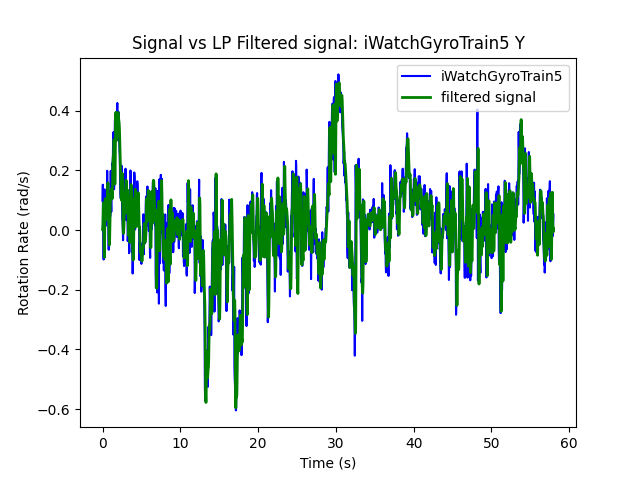 Signal vs LP Filtered signal: iWatchGyroTrain5 Y
iWatchGyroTrain5
filtered signal
Rotation Rate (rad/s)
0.4
0.2
0.0
−0.2
−0.4
−0.6
0 10 20 30 40 50 60
Time (s)